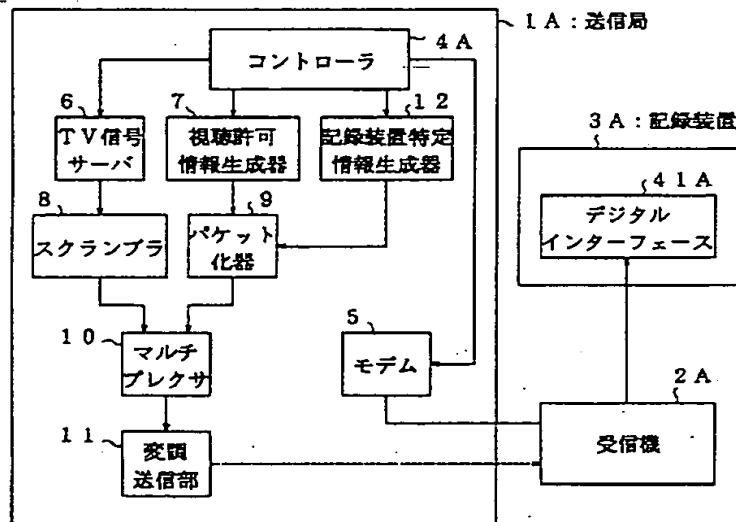 1A:送信局
4A
コントローラ
6
7
12
3A:記録装置
TV信号
サーバ
視聴許可
情報生成器
記録装置特定
情報生成器
41A
デジタル
インターフェース
8
9
スクランブラ
パケット
化器
10
マルチ
プレクサ
5
モデム
2A
受信機
11
変調
送信部